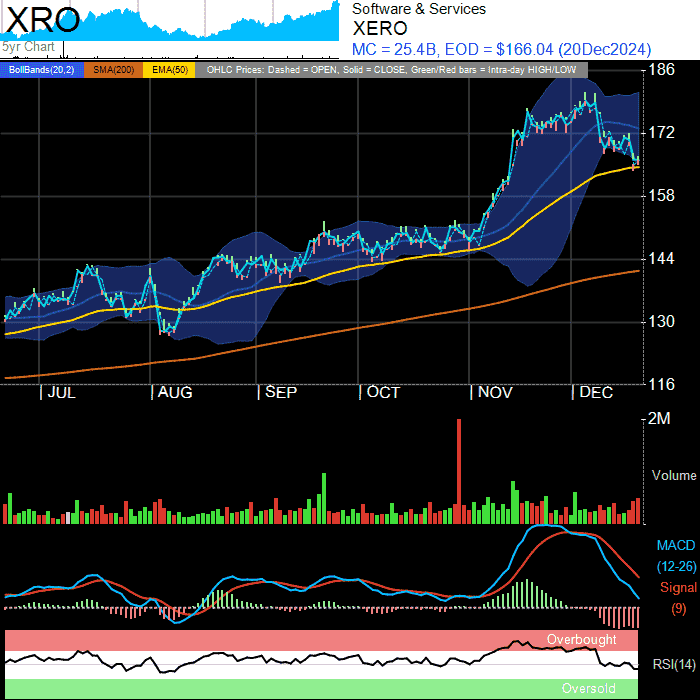 XRO
5yr Chart
Software & Services
XERO
MC = 25.4B, EOD = $166.04 (20Dec2024)
BollBands(20,2) SMA(200) EMA(50) OHLC Prices: Dashed = OPEN, Solid = CLOSE, Green/Red bars = Intra-day HIGH/LOW
186
172
158
144
130
116
| JUL | AUG | SEP | OCT | NOV | DEC
2M
Volume
MACD
(12-26)
Signal
(9)
Overbought
RSI(14)
Oversold